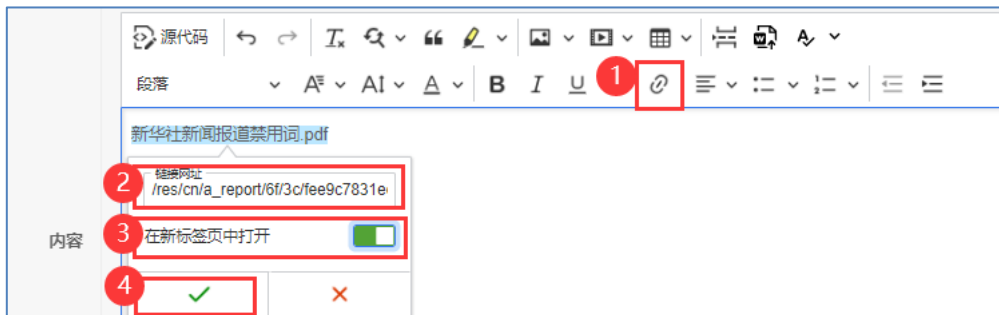 源代码
段落
A A A B I U 1
新华社新闻报道禁用词.pdf
链接网址
2 /res/cn/a_report/6f/3c/fee9c7831e
内容
3 在新标签页中打开
4